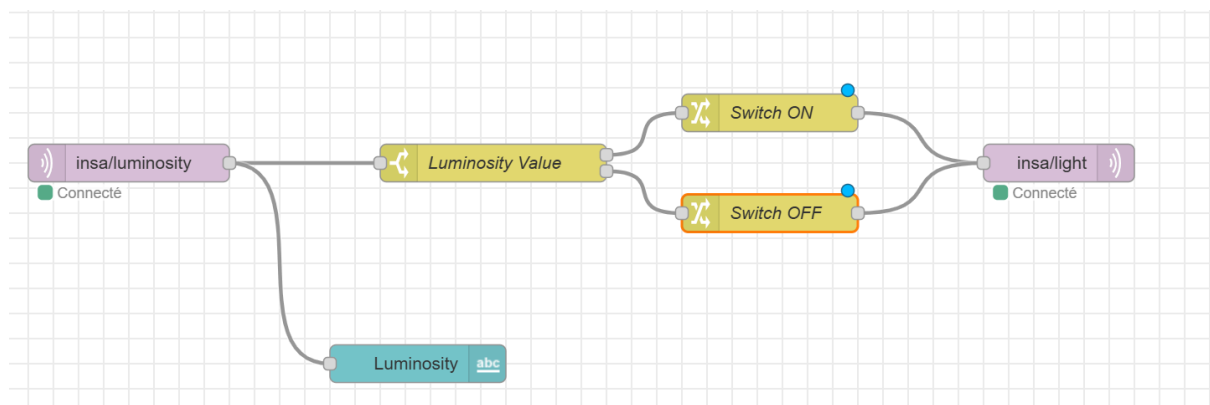 Switch ON
insa/luminosity
Luminosity Value
insa/light
Connecté
Connecté
Switch OFF
Luminosity
abc